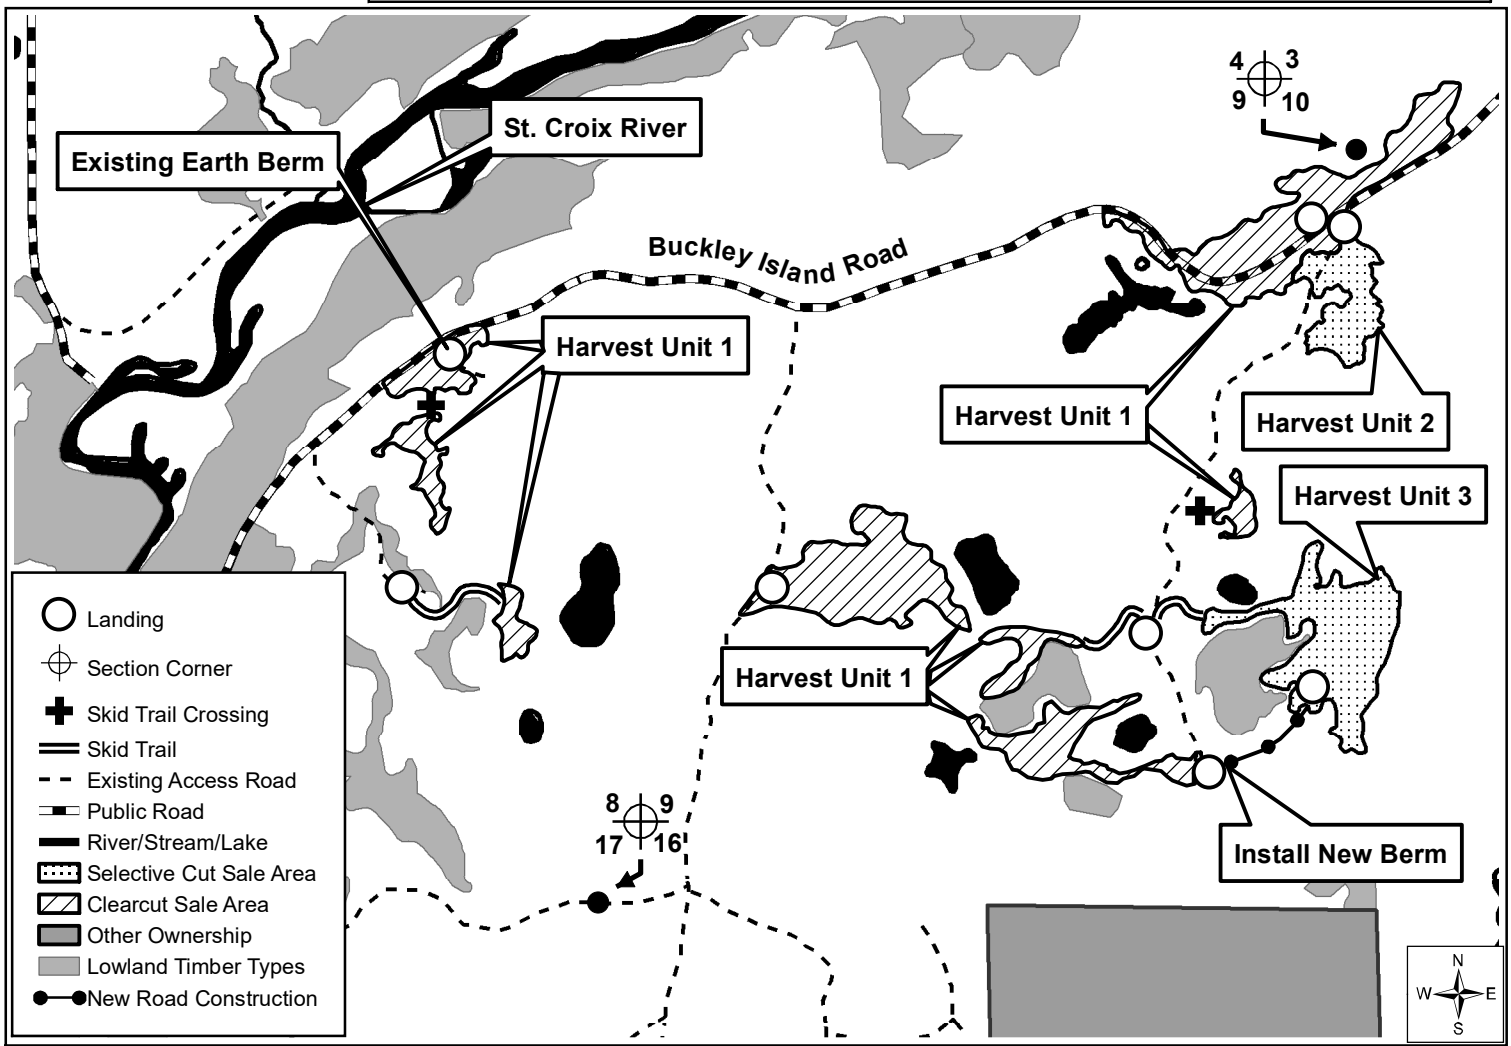 4 3
9 10
St. Croix River
Existing Earth Berm
Buckley Island Road
Harvest Unit 1
Harvest Unit 1
Harvest Unit 2
Harvest Unit 3
Harvest Unit 1
8 9
17 16
Install New Berm
Landing
Section Corner
Skid Trail Crossing
Skid Trail
Existing Access Road
Public Road
River/Stream/Lake
Selective Cut Sale Area
Clearcut Sale Area
Other Ownership
Lowland Timber Types
New Road Construction
N
W E
S